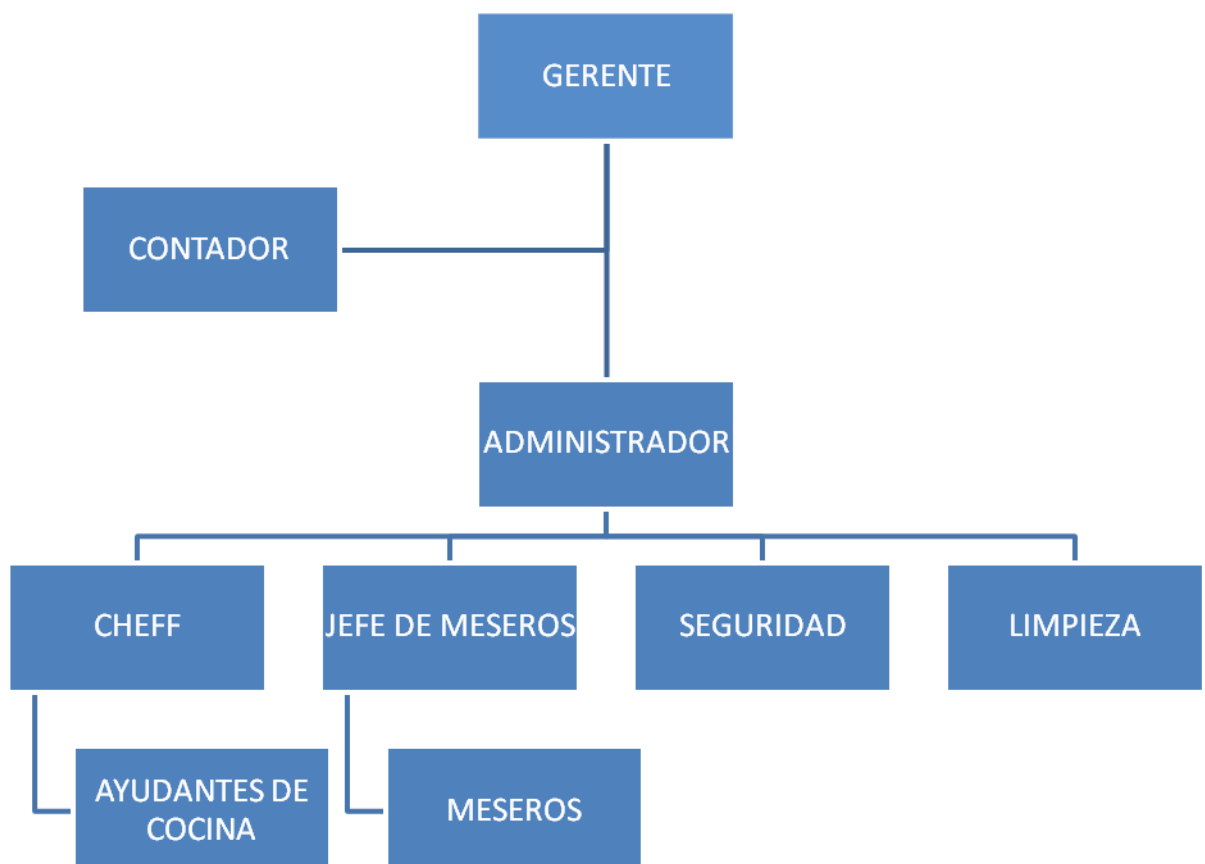 GERENTE
CONTADOR
ADMINISTRADOR
CHEFF
JEFE DE MESEROS
SEGURIDAD
LIMPIEZA
AYUDANTES DE
COCINA
MESEROS